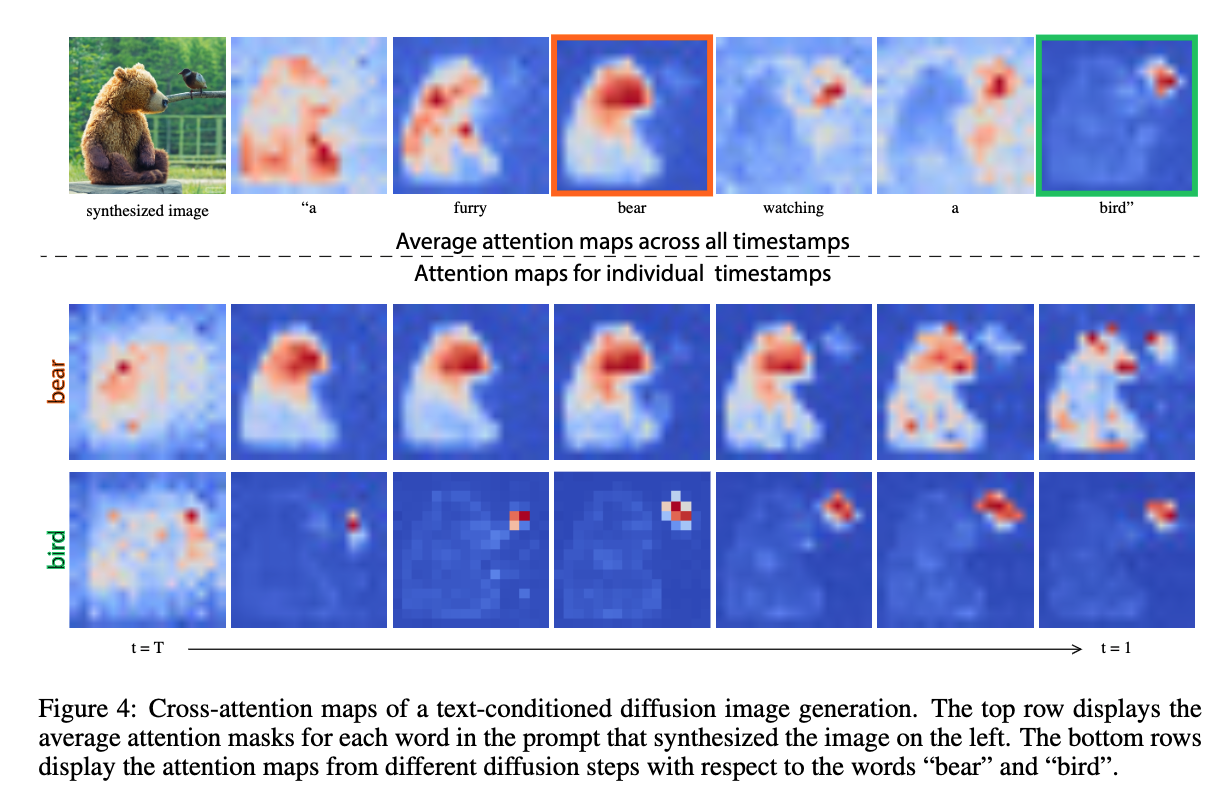 synthesized image “a furry bear watching a bird”
Average attention maps across all timestamps
Attention maps for individual timestamps
bear
bird
t = T t = 1
Figure 4: Cross-attention maps of a text-conditioned diffusion image generation. The top row displays the
average attention masks for each word in the prompt that synthesized the image on the left. The bottom rows
display the attention maps from different diffusion steps with respect to the words “bear” and “bird”.